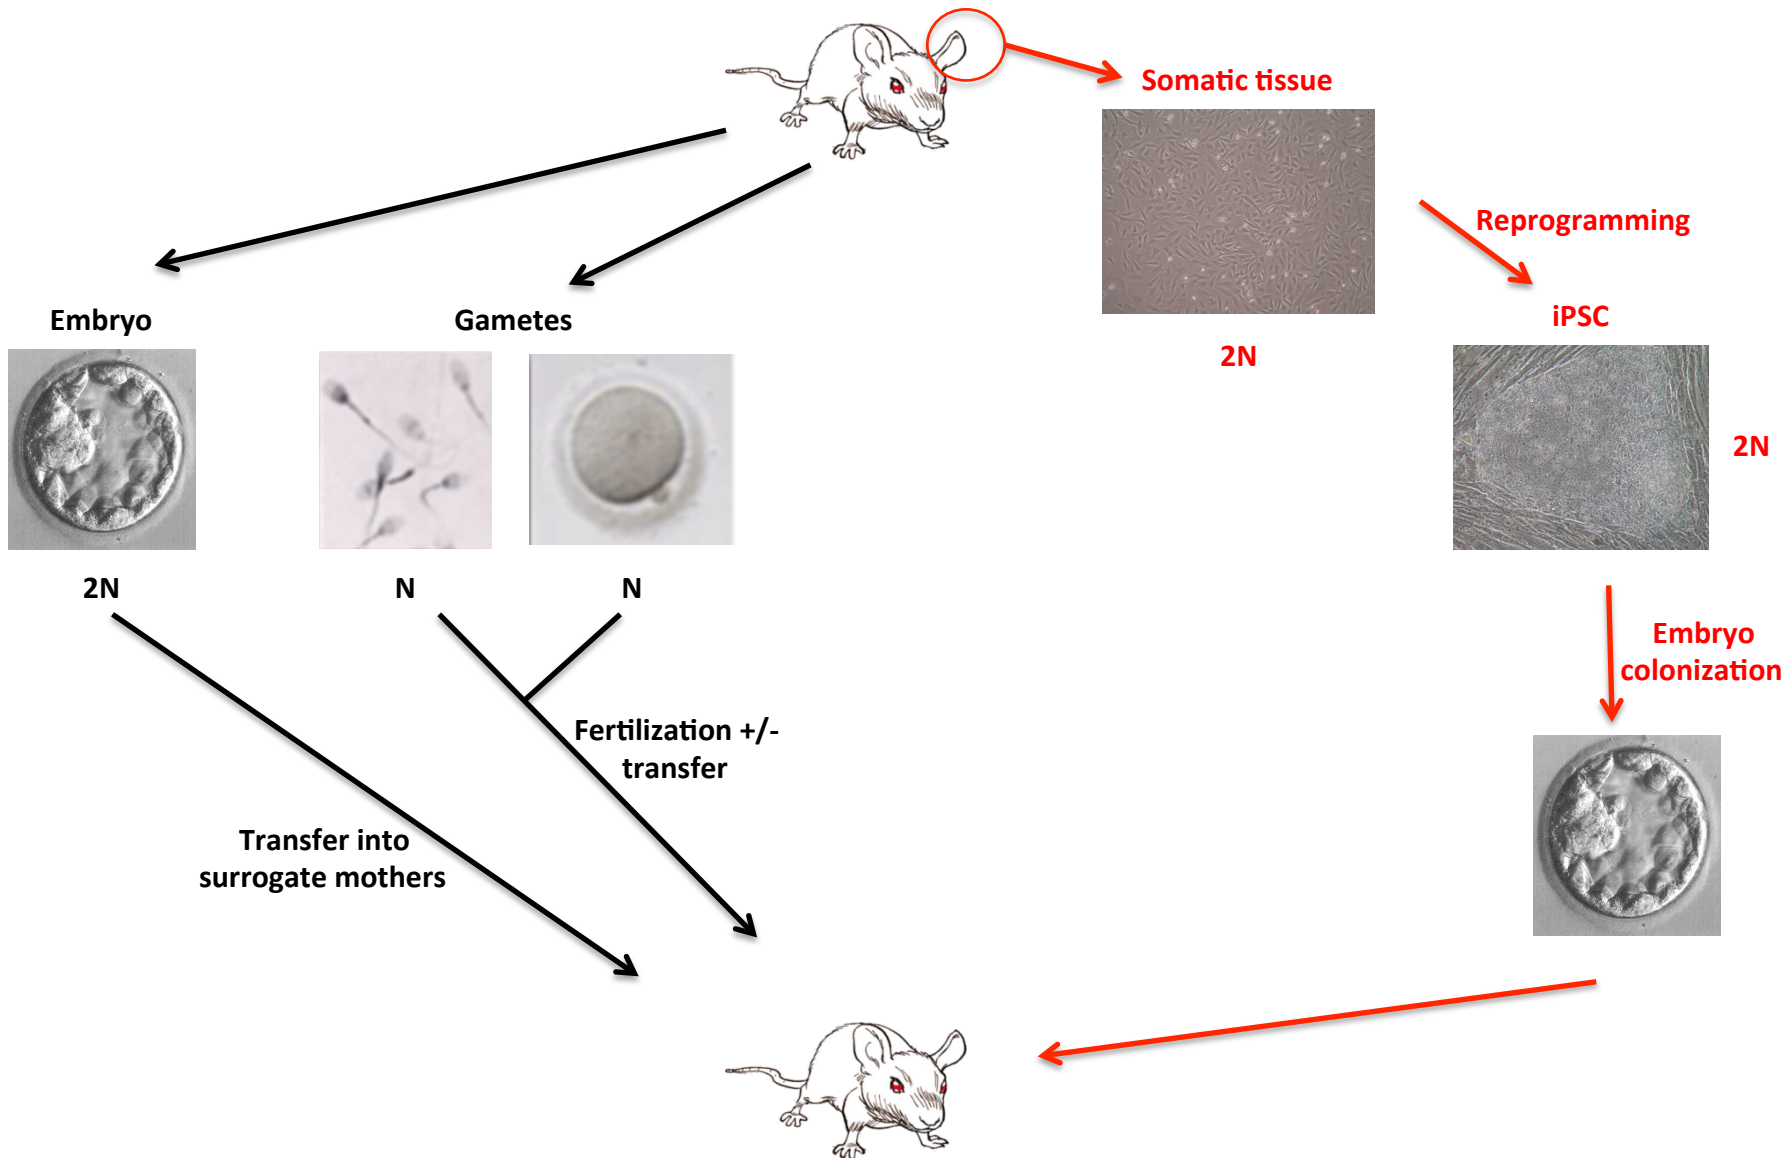 Somatic tissue
Reprogramming
Embryo
Gametes
iPSC
2N
2N
2N
N
N
Embryo
colonization
Fertilization +/-
transfer
Transfer into
surrogate mothers